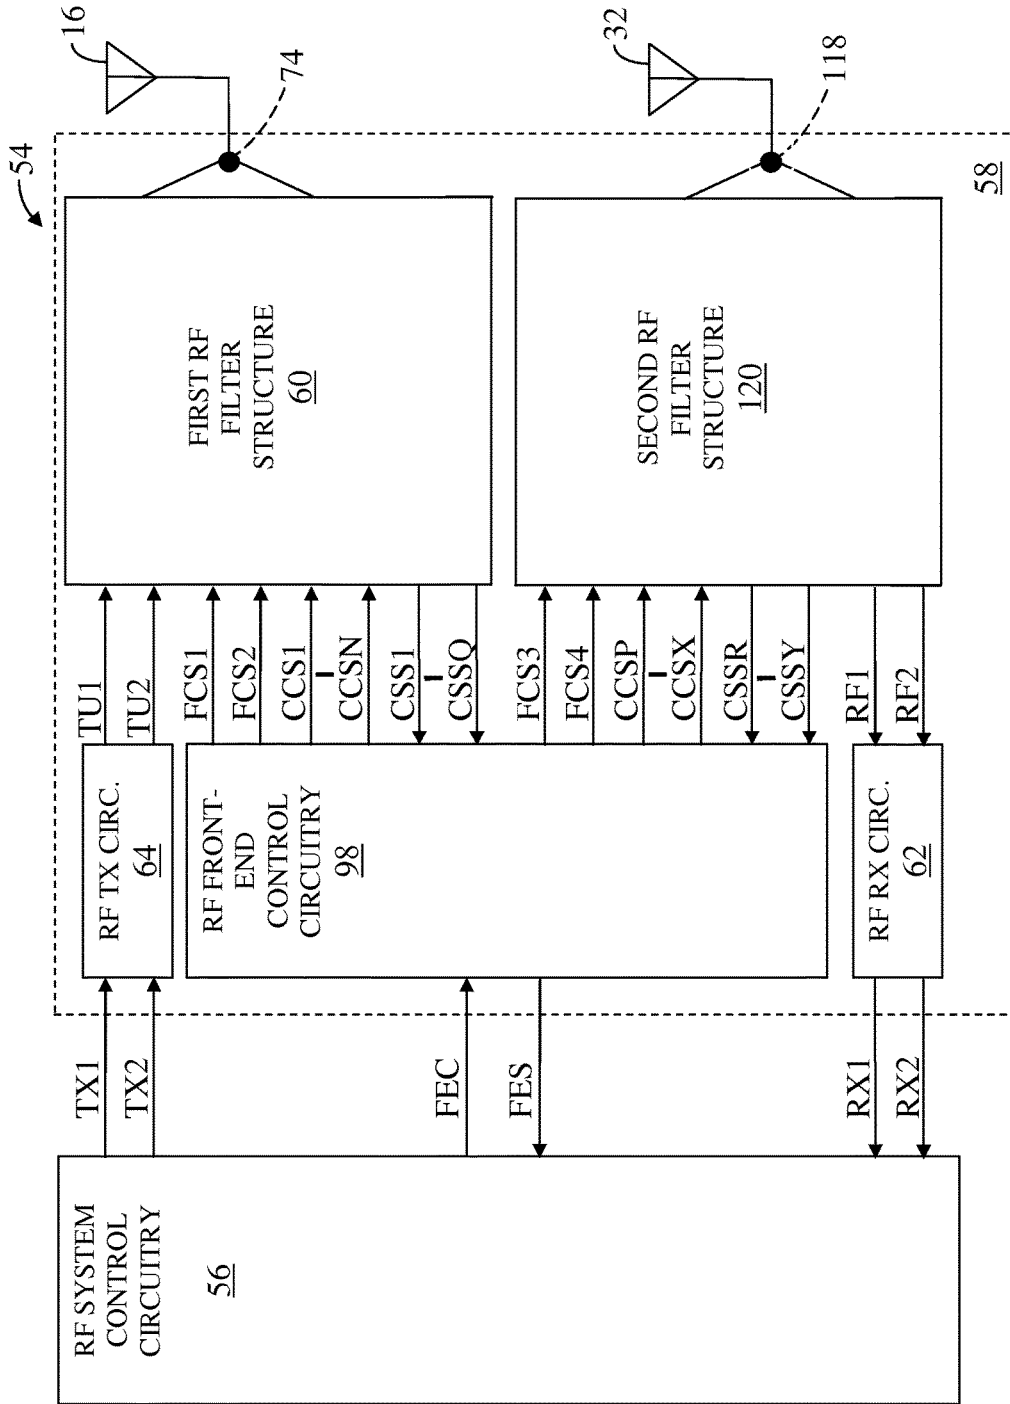 54
16
74
32
118
58
FIRST RF
FILTER
STRUCTURE
60
SECOND RF
FILTER
STRUCTURE
120
TU1
TU2
FCS1
FCS2
CCS1
-
CCSN
CSS1
-
CSSQ
FCS3
FCS4
CCSP
-
CCSX
CSSR
-
CSSY
RF1
RF2
RF TX CIRC.
64
RF FRONT-
END
CONTROL
CIRCUITRY
98
RF RX CIRC.
62
TX1
TX2
FEC
FES
RX1
RX2
RF SYSTEM
CONTROL
CIRCUITRY
56